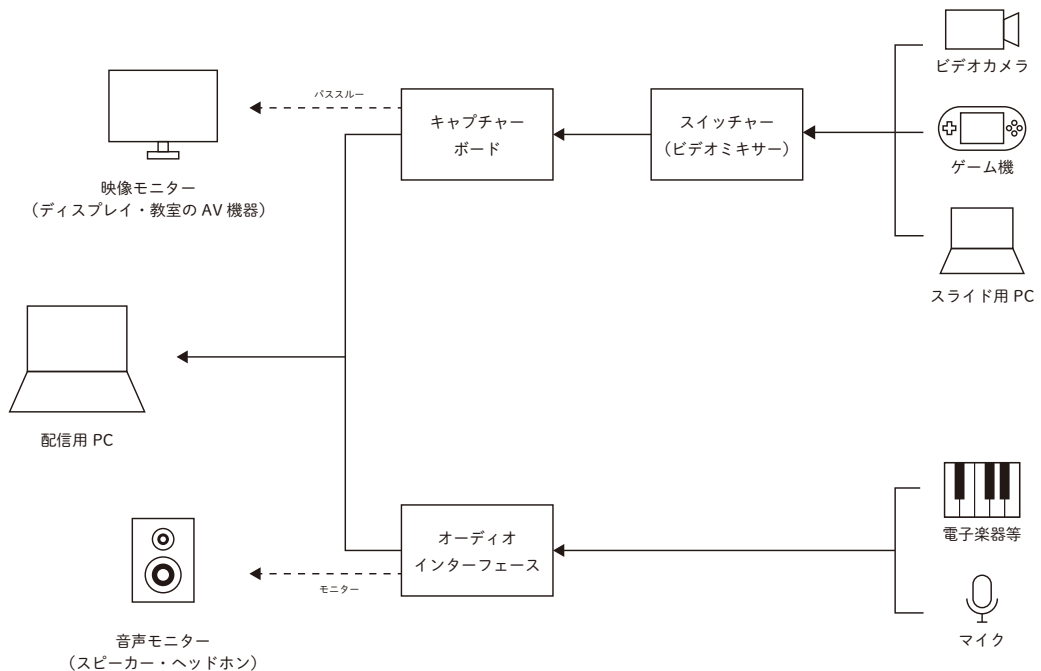 ビデオカメラ
パススルー
キャプチャー
ボード
スイッチャー
（ビデオミキサー）
ゲーム機
映像モニター
（ディスプレイ・教室の AV 機器）
スライド用 PC
配信用 PC
電子楽器等
オーディオ
インターフェース
モニター
音声モニター
（スピーカー・ヘッドホン）
マイク